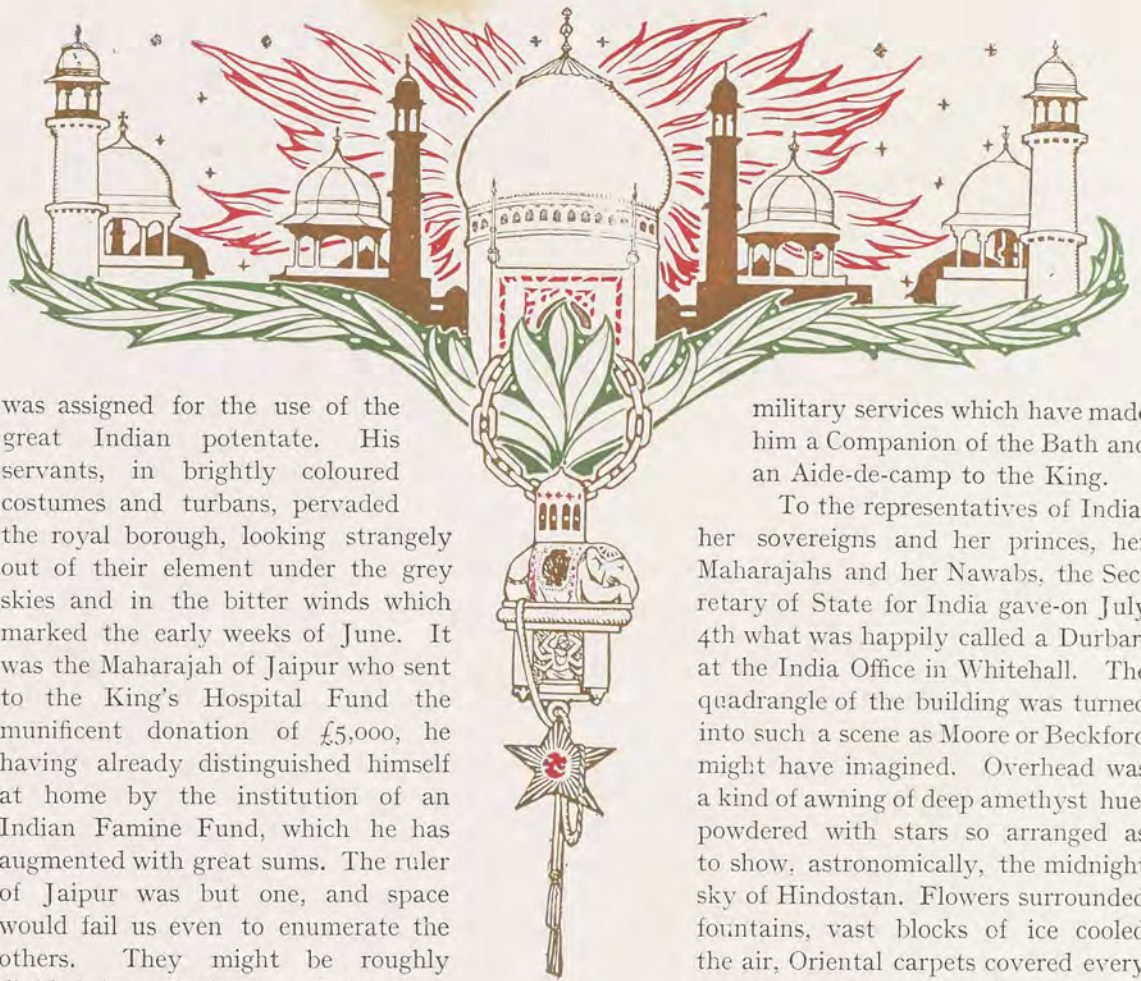 was assigned for the use of the
great Indian potentate. His
servants, in brightly coloured
costumes and turbans, pervaded
the royal borough, looking strangely
out of their element under the grey
skies and in the bitter winds which
marked the early weeks of June. It
was the Maharajah of Jaipur who sent
to the King's Hospital Fund the
munificent donation of £5,000, he
having already distinguished himself
at home by the institution of an
Indian Famine Fund, which he has
augmented with great sums. The ruler
of Jaipur was but one, and space
would fail us even to enumerate the
others. They might be roughly
military services which have made
him a Companion of the Bath and
an Aide-de-camp to the King.
To the representatives of India
her sovereigns and her princes, her
Maharajahs and her Nawabs, the Sec
retary of State for India gave-on July
4th what was happily called a Durbar
at the India Office in Whitehall. The
quadrangle of the building was turned
into such a scene as Moore or Beckford
might have imagined. Overhead was
a kind of awning of deep amethyst hue
powdered with stars so arranged as
to show, astronomically, the midnight
sky of Hindostan. Flowers surrounded
fountains, vast blocks of ice cooled
the air, Oriental carpets covered every